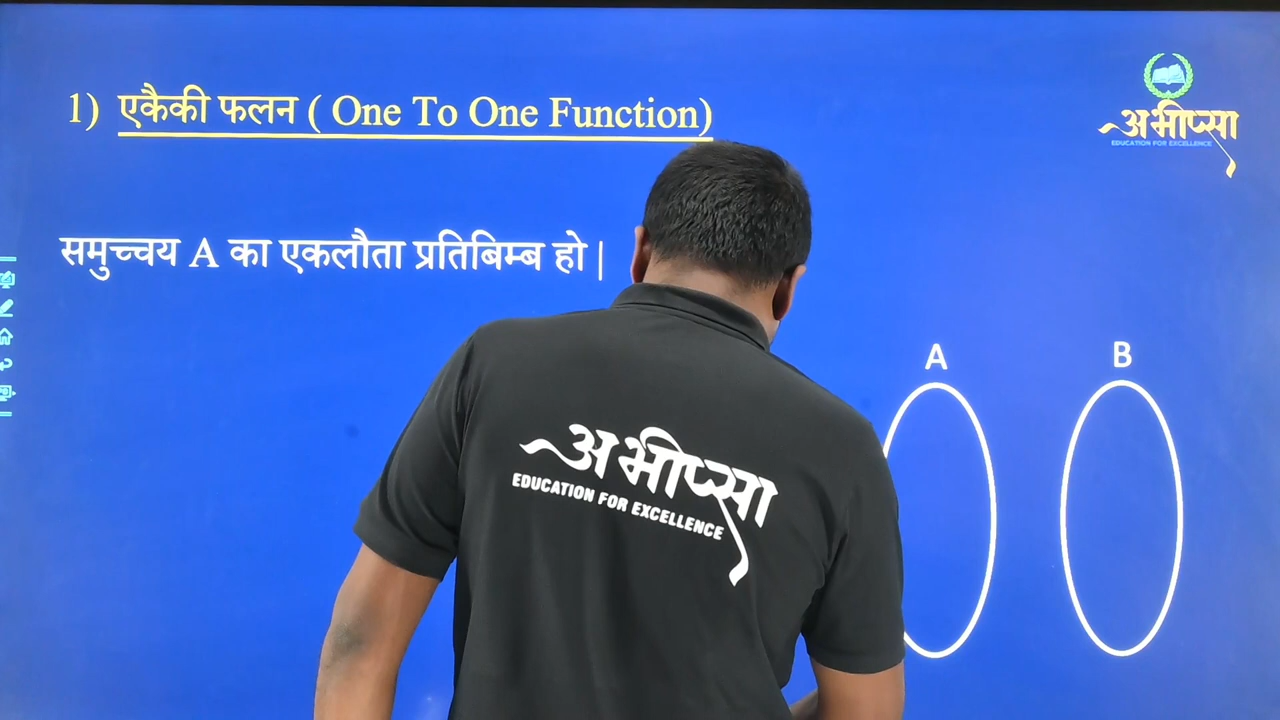 1) एकैकी फलन ( One To One Function)
अभीप्सा
EDUCATION FOR EXCELLENCE
समुच्चय A का एकलौता प्रतिबिम्ब हो |
A
B
अभीप्सा
EDUCATION FOR EXCELLENCE